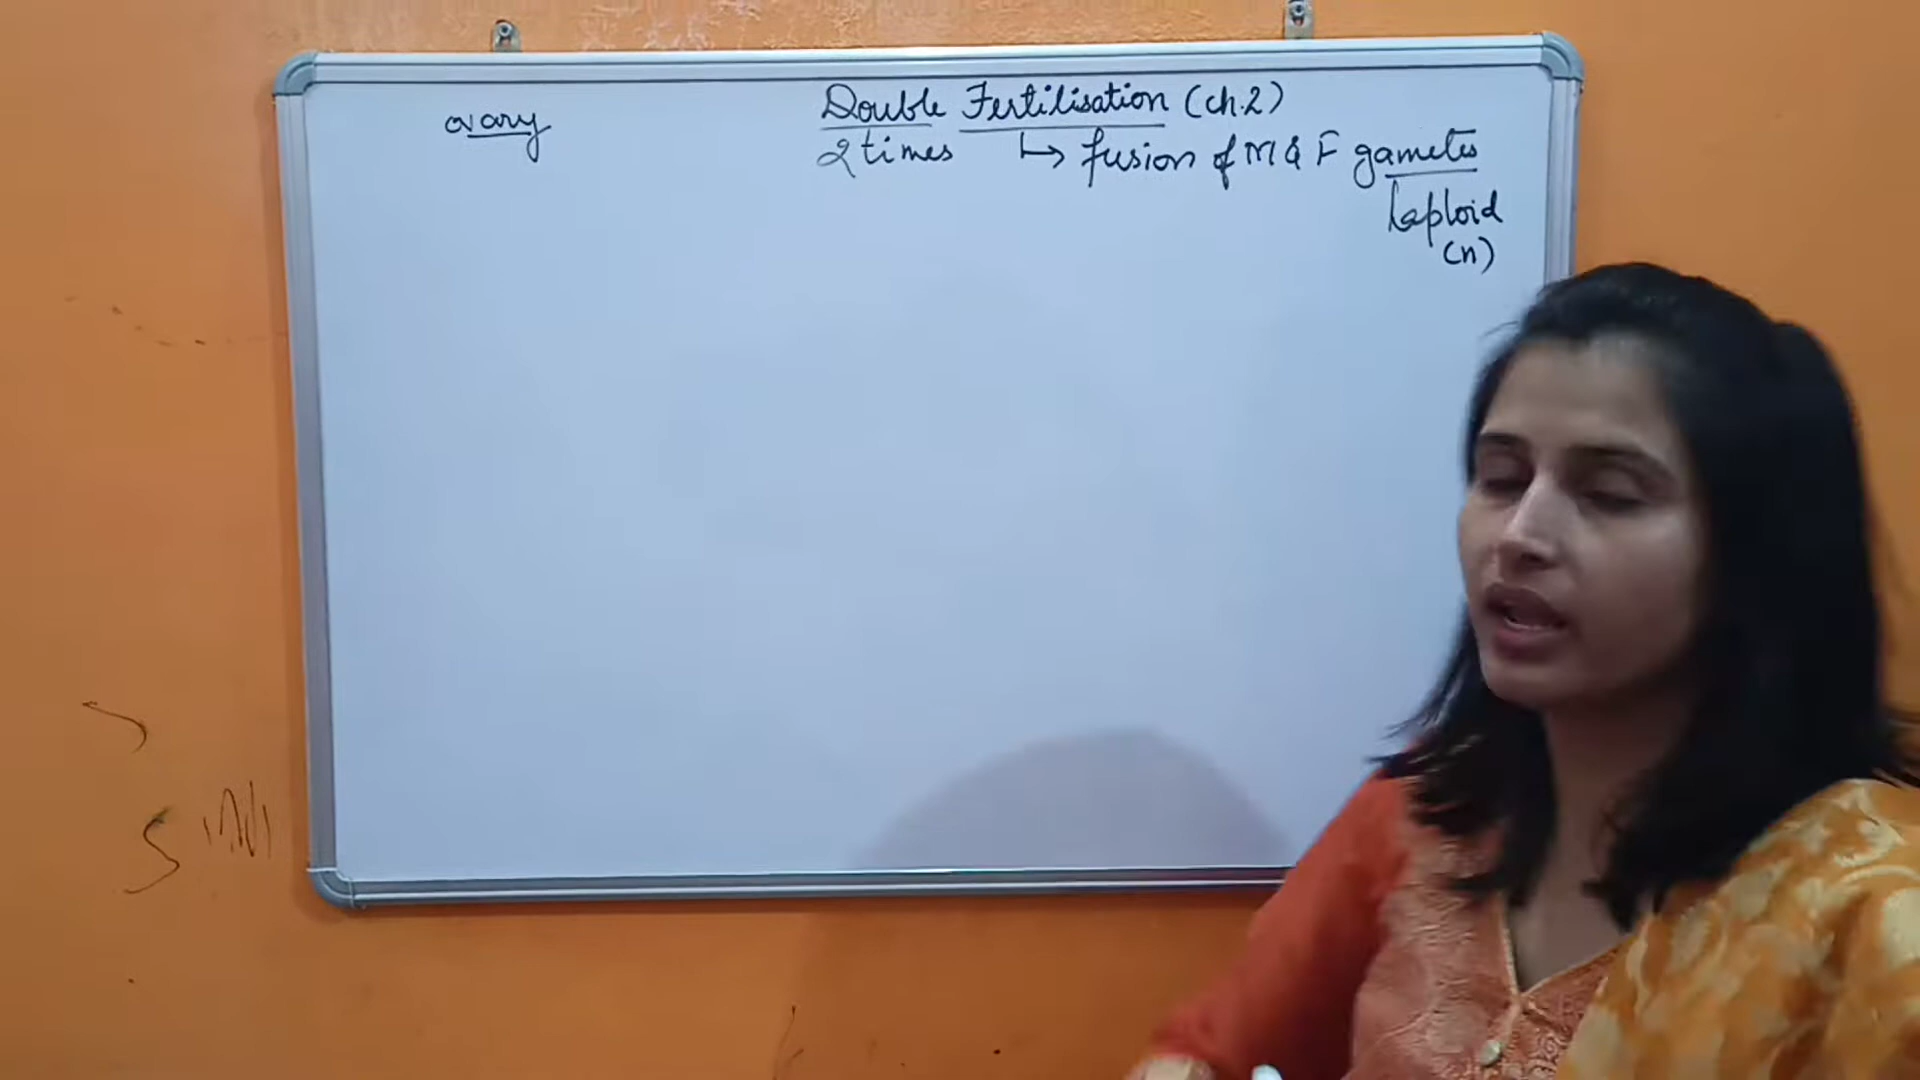 ovary
Double Fertilisation (ch.2)
2 times ↳ fusion of M & F gametes
haploid
(n)